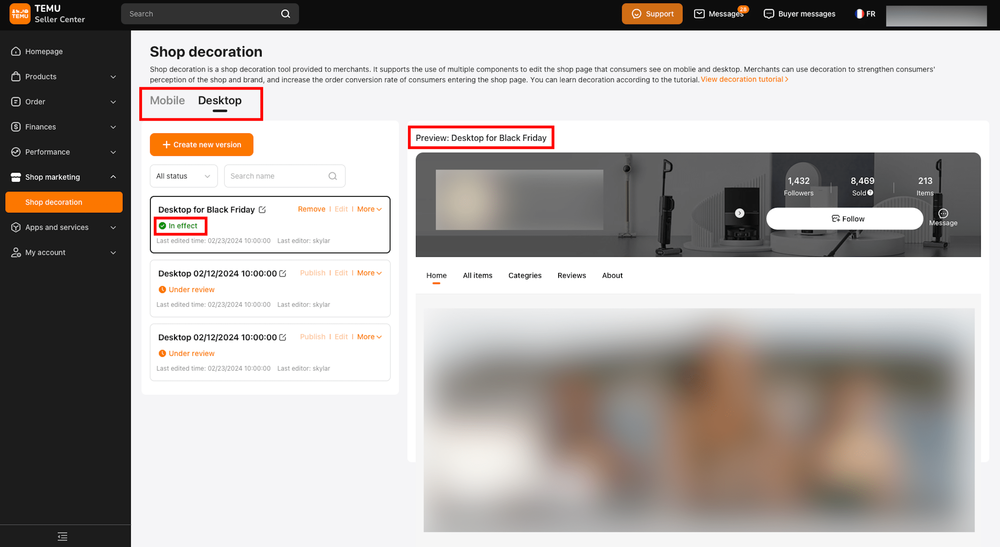 TEMU
TEMU
Seller Center
Search
Support
Messages 28
Buyer messages
FR
Homepage
Products
Order
Finances
Performance
Shop marketing
Shop decoration
Apps and services
My account
Shop decoration
Shop decoration is a shop decoration tool provided to merchants. It supports the use of multiple components to edit the shop page that consumers see on moblie and desktop. Merchants can use decoration to strengthen consumers'
perception of the shop and brand, and increase the order conversion rate of consumers entering the shop page. You can learn decoration according to the tutorial. View decoration tutorial
Mobile Desktop
+ Create new version
All status
Search name
Desktop for Black Friday Remove | Edit | More
In effect
Last edited time: 02/23/2024 10:00:00 Last editor: skylar
Desktop 02/12/2024 10:00:00 Publish | Edit | More
Under review
Last edited time: 02/23/2024 10:00:00 Last editor: skylar
Desktop 02/12/2024 10:00:00 Publish | Edit | More
Under review
Last edited time: 02/23/2024 10:00:00 Last editor: skylar
Preview: Desktop for Black Friday
1,432 8,469 213
Followers Sold ? Items
Follow
Message
Home All items Categries Reviews About